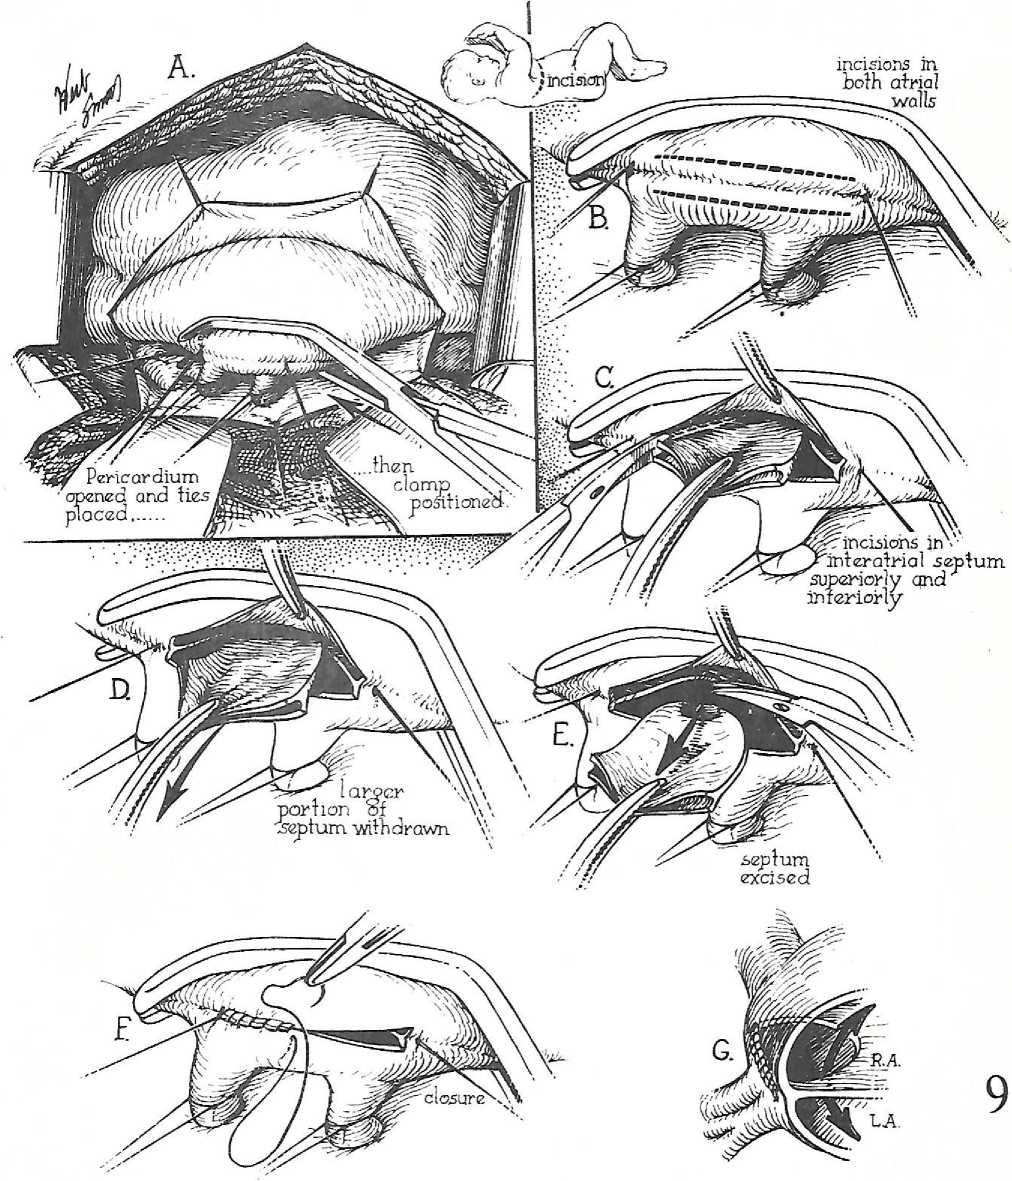 A.
incision
incisions in
both atrial
walls
B.
Pericardium
opened and ties
placed......
....then
clamp
positioned.
C.
incisions in
interatrial septum
superiorly and
inferiorly
D.
larger
portion of
septum withdrawn
E.
septum
excised
F.
closure
G.
R.A.
L.A.
9